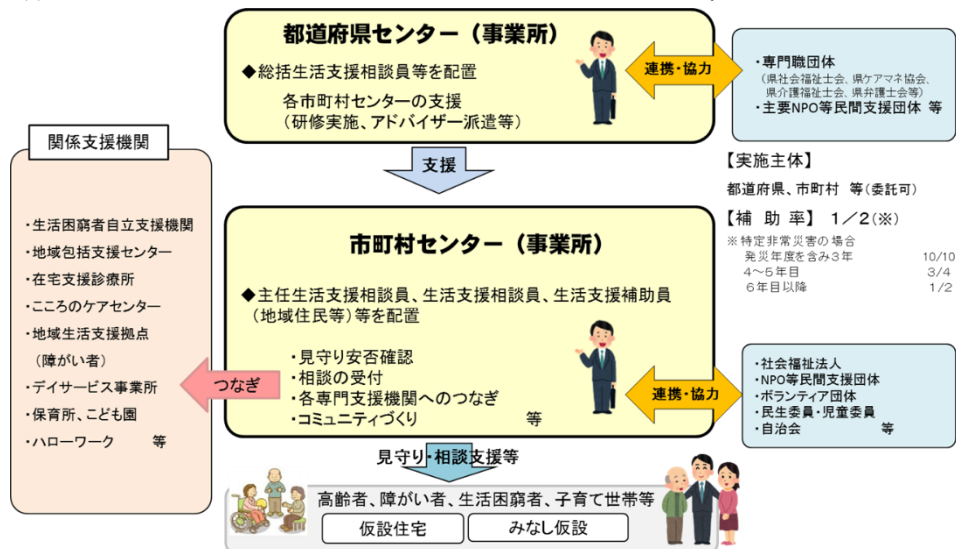 都道府県センター（事業所）
◆総括生活支援相談員等を配置
各市町村センターの支援
（研修実施、アドバイザー派遣等）
連携・協力
・専門職団体
（県社会福祉士会、県ケアマネ協会、
県介護福祉士会、県弁護士会等）
・主要NPO等民間支援団体 等
支援
【実施主体】
都道府県、市町村 等（委託可）
【補 助 率】 1／2（※）
※特定非常災害の場合
発災年度を含み３年 10/10
４～５年目 3/4
６年目以降 1/2
関係支援機関
・生活困窮者自立支援機関
・地域包括支援センター
・在宅支援診療所
・こころのケアセンター
・地域生活支援拠点
（障がい者）
・デイサービス事業所
・保育所、こども園
・ハローワーク 等
つなぎ
市町村センター（事業所）
◆主任生活支援相談員、生活支援相談員、生活支援補助員
（地域住民等）等を配置
・見守り安否確認
・相談の受付
・各専門支援機関へのつなぎ
・コミュニティづくり 等
連携・協力
・社会福祉法人
・NPO等民間支援団体
・ボランティア団体
・民生委員・児童委員
・自治会 等
見守り・相談支援等
高齢者、障がい者、生活困窮者、子育て世帯等
仮設住宅
みなし仮設